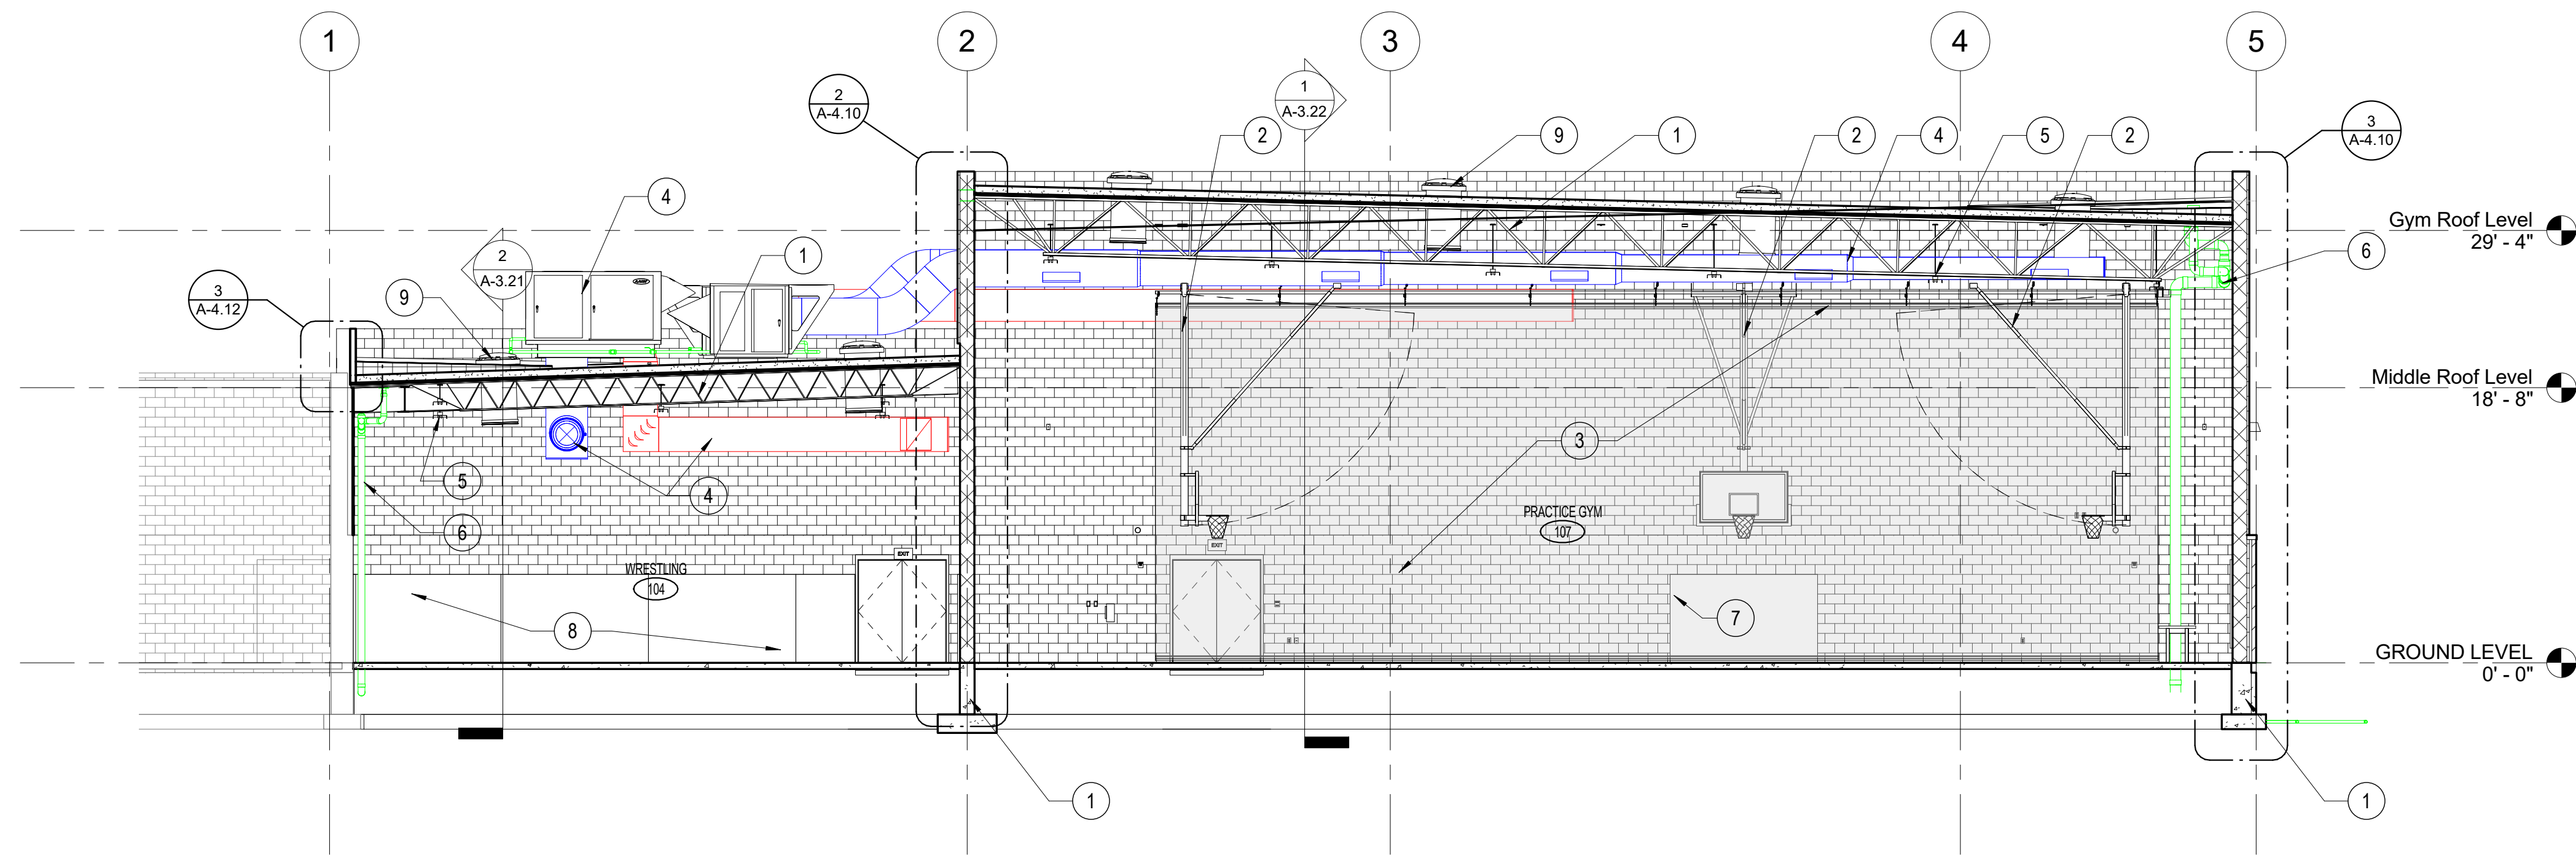 1
2
3
4
5
2
A-4.10
1
A-3.22
3
A-4.10
2
9
1
2
4
5
2
4
Gym Roof Level
29' - 4"
2
A-3.21
1
6
3
A-4.12
9
Middle Roof Level
18' - 8"
3
5
4
6
PRACTICE GYM
107
EXIT
EXIT
WRESTLING
104
8
7
GROUND LEVEL
0' - 0"
1
1